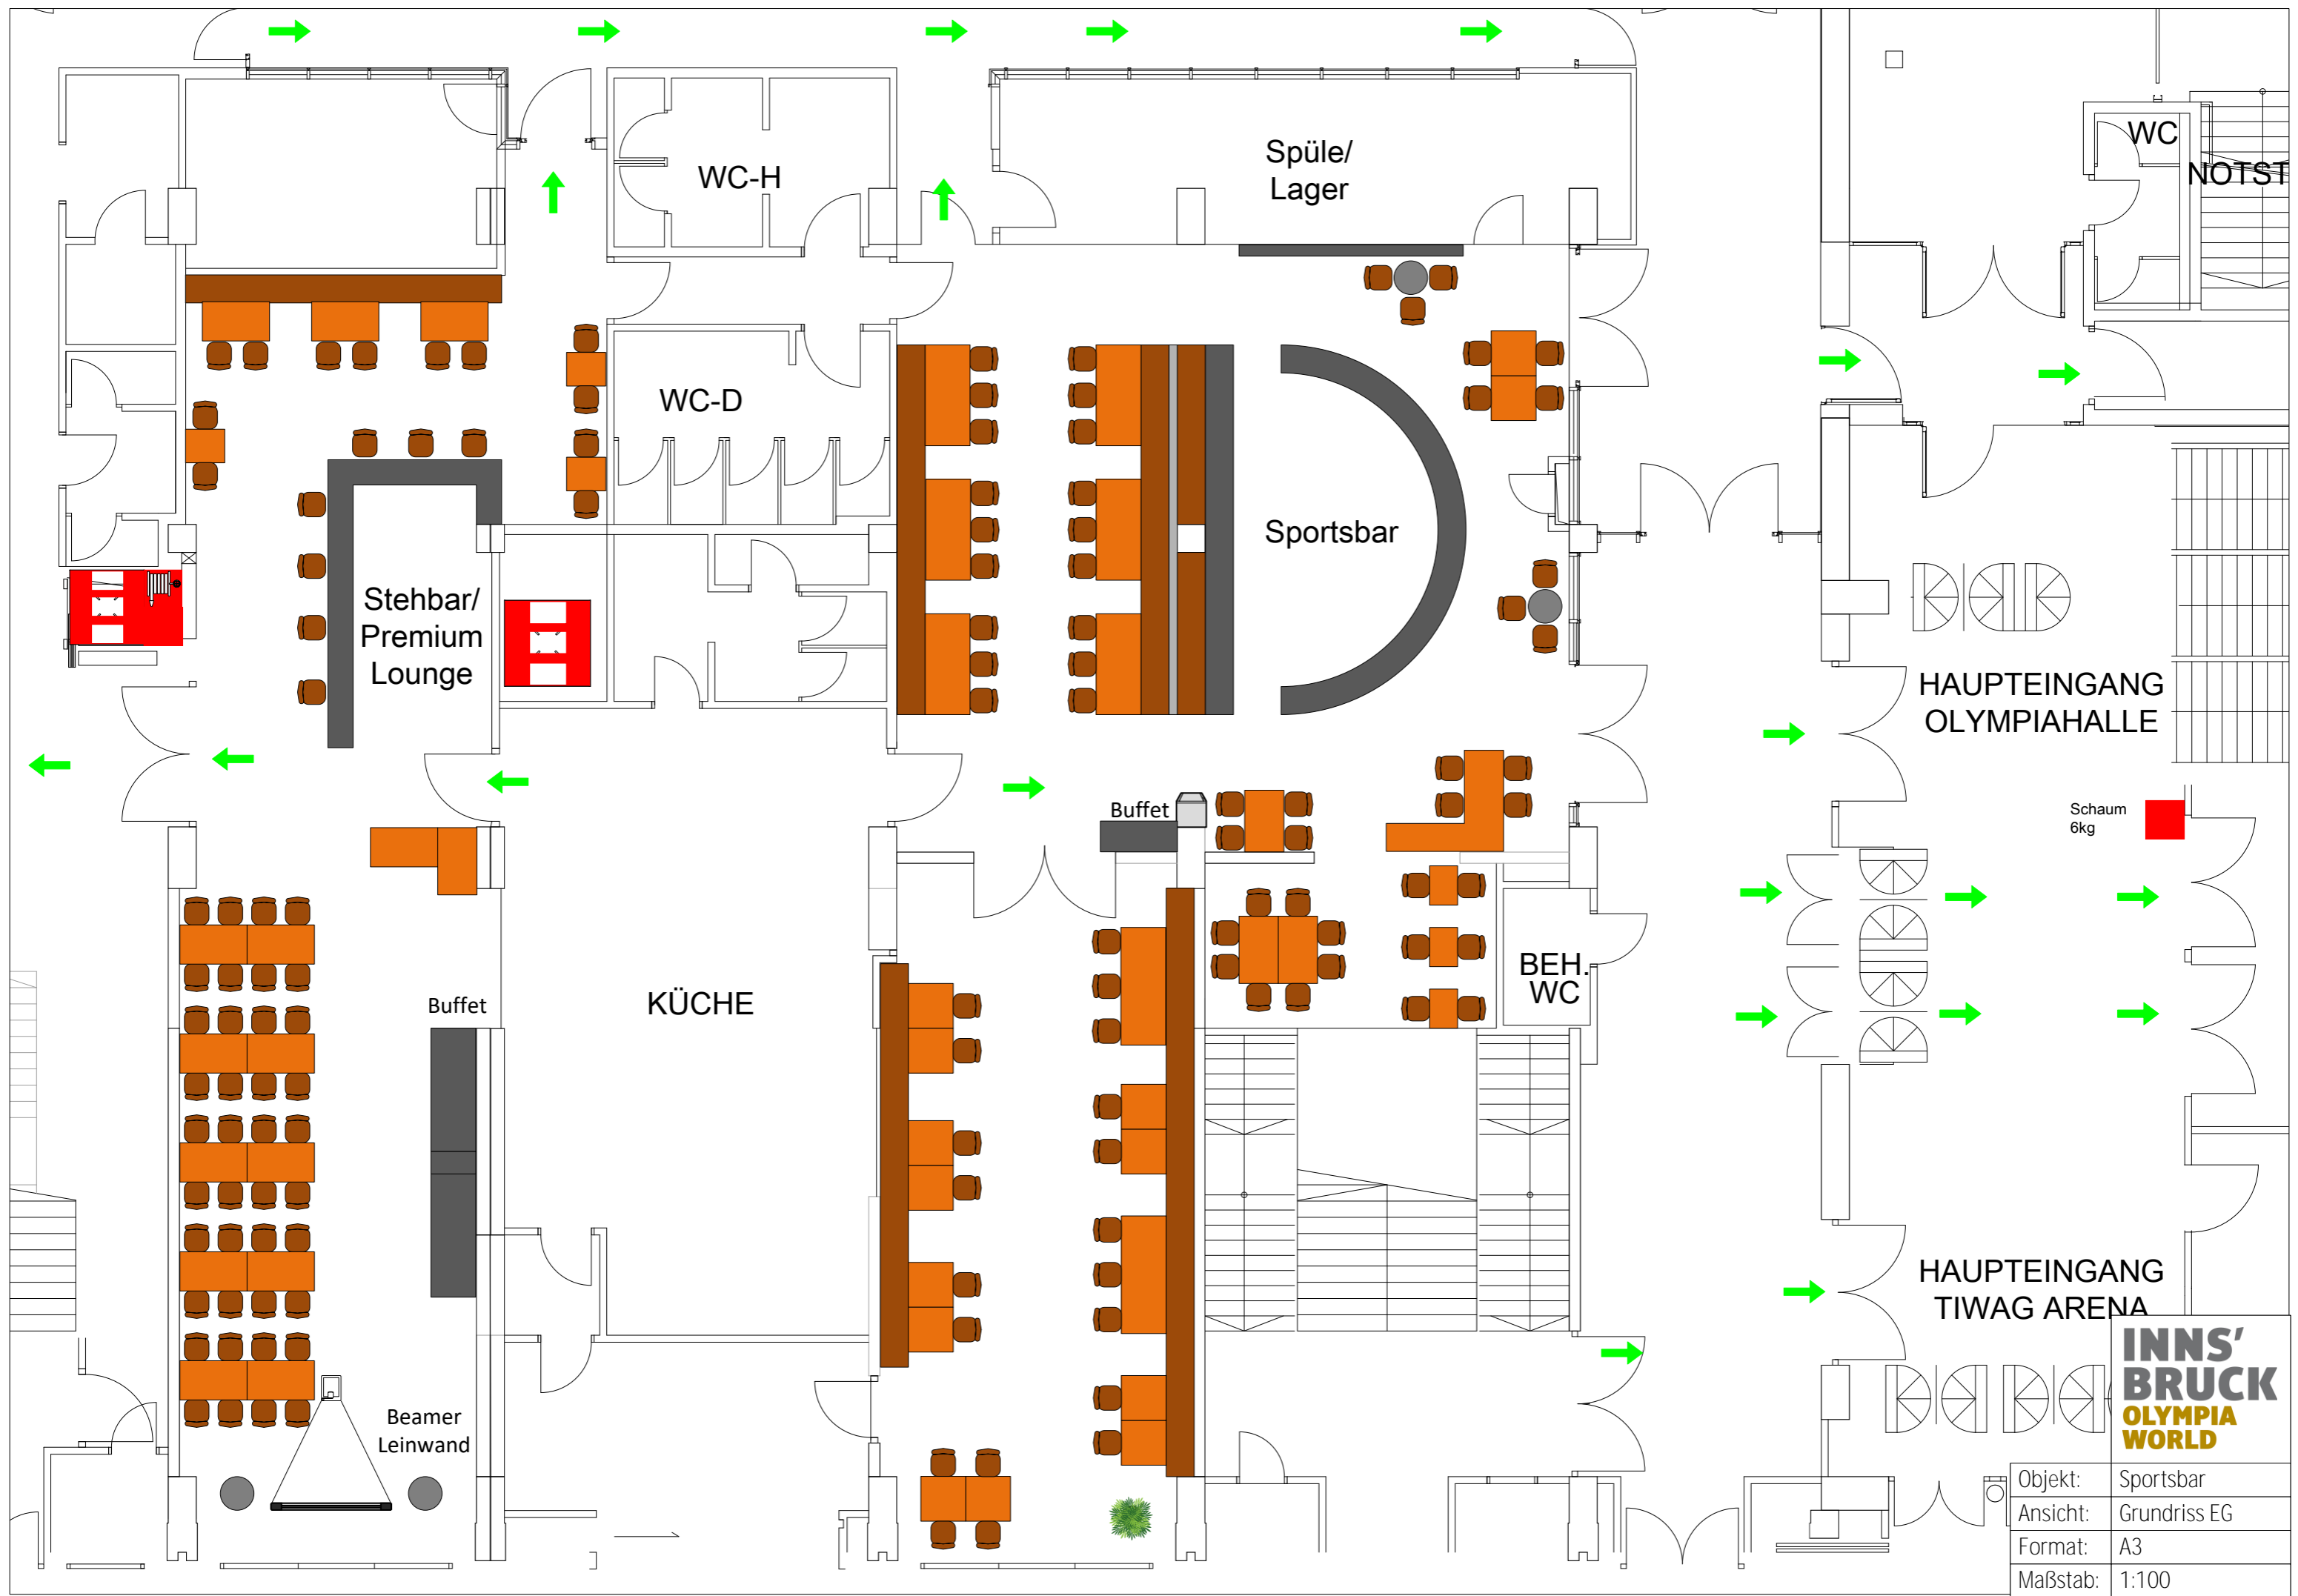 WC-H
Spüle/
Lager
WC
NOTST
WC-D
Sportsbar
Stehbar/
Premium
Lounge
HAUPTEINGANG
OLYMPIAHALLE
Buffet
Schaum
6kg
BEH.
WC
Buffet
KÜCHE
HAUPTEINGANG
TIWAG ARENA
Beamer
Leinwand
INNS'
BRUCK
OLYMPIA
WORLD
Objekt: Sportsbar
Ansicht: Grundriss EG
Format: A3
Maßstab: 1:100